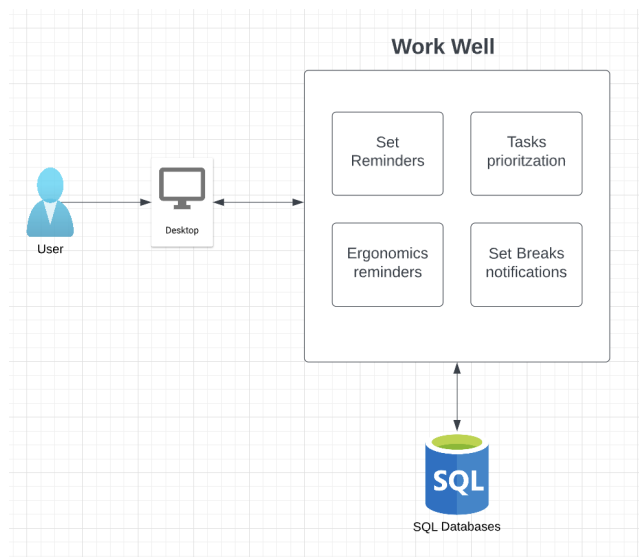 Work Well
Set
Reminders
Tasks
prioritzation
User
Desktop
Ergonomics
reminders
Set Breaks
notifications
SQL
SQL Databases